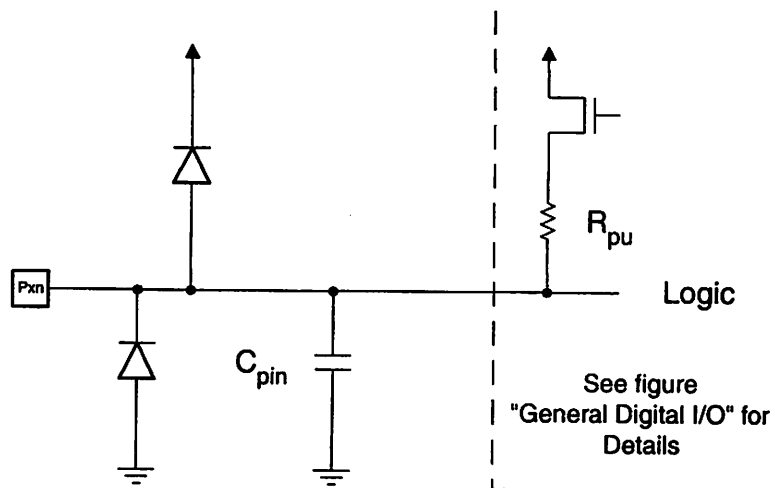 Rpu
Pxn
Logic
Cpin
See figure
"General Digital I/O" for
Details